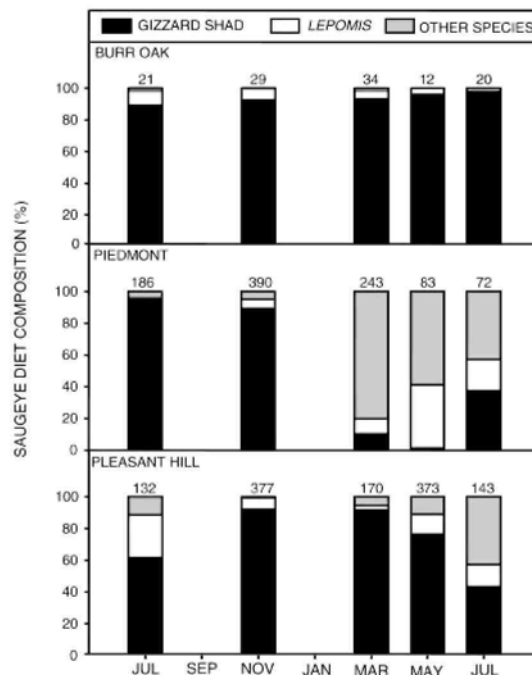 GIZZARD SHAD LEPOMIS OTHER SPECIES
BURR OAK
21 29 34 12 20
100
80
60
40
20
0
PIEDMONT
186 390 243 83 72
100
80
60
40
20
0
PLEASANT HILL
132 377 170 373 143
100
80
60
40
20
0
JUL SEP NOV JAN MAR MAY JUL
SAUGEYE DIET COMPOSITION (%)